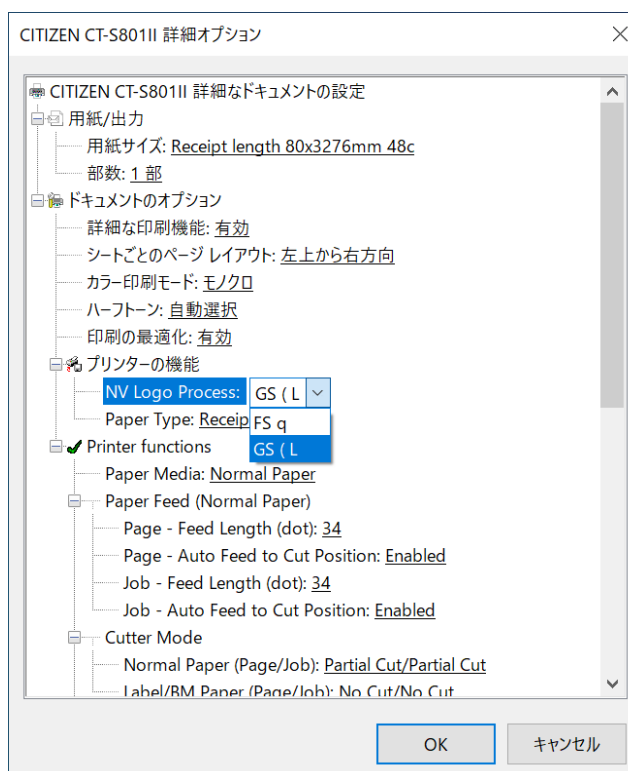 CITIZEN CT-S801II 詳細オプション
CITIZEN CT-S801II 詳細なドキュメントの設定
用紙/出力
用紙サイズ: Receipt length 80x3276mm 48c
部数: 1 部
ドキュメントのオプション
詳細な印刷機能: 有効
シートごとのページ レイアウト: 左上から右方向
カラー印刷モード: モノクロ
ハーフトーン: 自動選択
印刷の最適化: 有効
プリンターの機能
NV Logo Process: GS ( L
Paper Type: Receip
FS q
GS ( L
Printer functions
Paper Media: Normal Paper
Paper Feed (Normal Paper)
Page - Feed Length (dot): 34
Page - Auto Feed to Cut Position: Enabled
Job - Feed Length (dot): 34
Job - Auto Feed to Cut Position: Enabled
Cutter Mode
Normal Paper (Page/Job): Partial Cut/Partial Cut
Label/BM Paper (Page/Job): No Cut/No Cut
OK
キャンセル